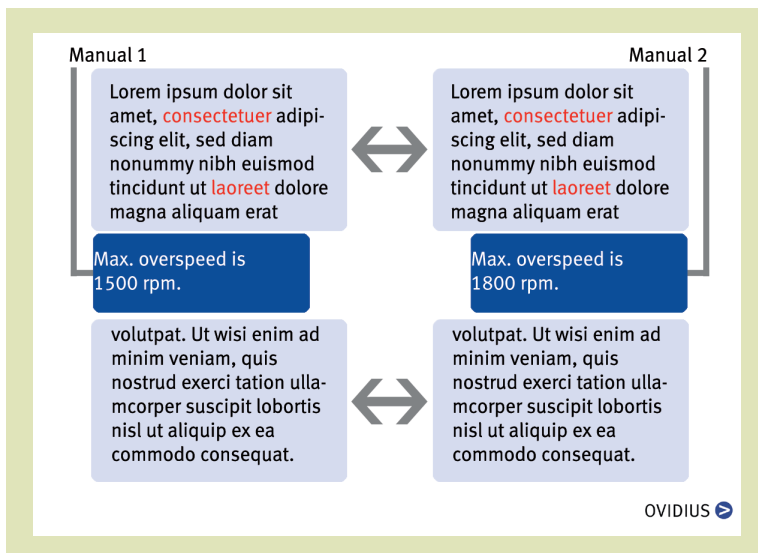 Manual 1
Manual 2
Lorem ipsum dolor sit
amet, consectetuer adipi-
scing elit, sed diam
nonummy nibh euismod
tincidunt ut laoreet dolore
magna aliquam erat
Lorem ipsum dolor sit
amet, consectetuer adipi-
scing elit, sed diam
nonummy nibh euismod
tincidunt ut laoreet dolore
magna aliquam erat
Max. overspeed is
1500 rpm.
Max. overspeed is
1800 rpm.
volutpat. Ut wisi enim ad
minim veniam, quis
nostrud exerci tation ulla-
mcorper suscipit lobortis
nisl ut aliquip ex ea
commodo consequat.
volutpat. Ut wisi enim ad
minim veniam, quis
nostrud exerci tation ulla-
mcorper suscipit lobortis
nisl ut aliquip ex ea
commodo consequat.
OVIDIUS